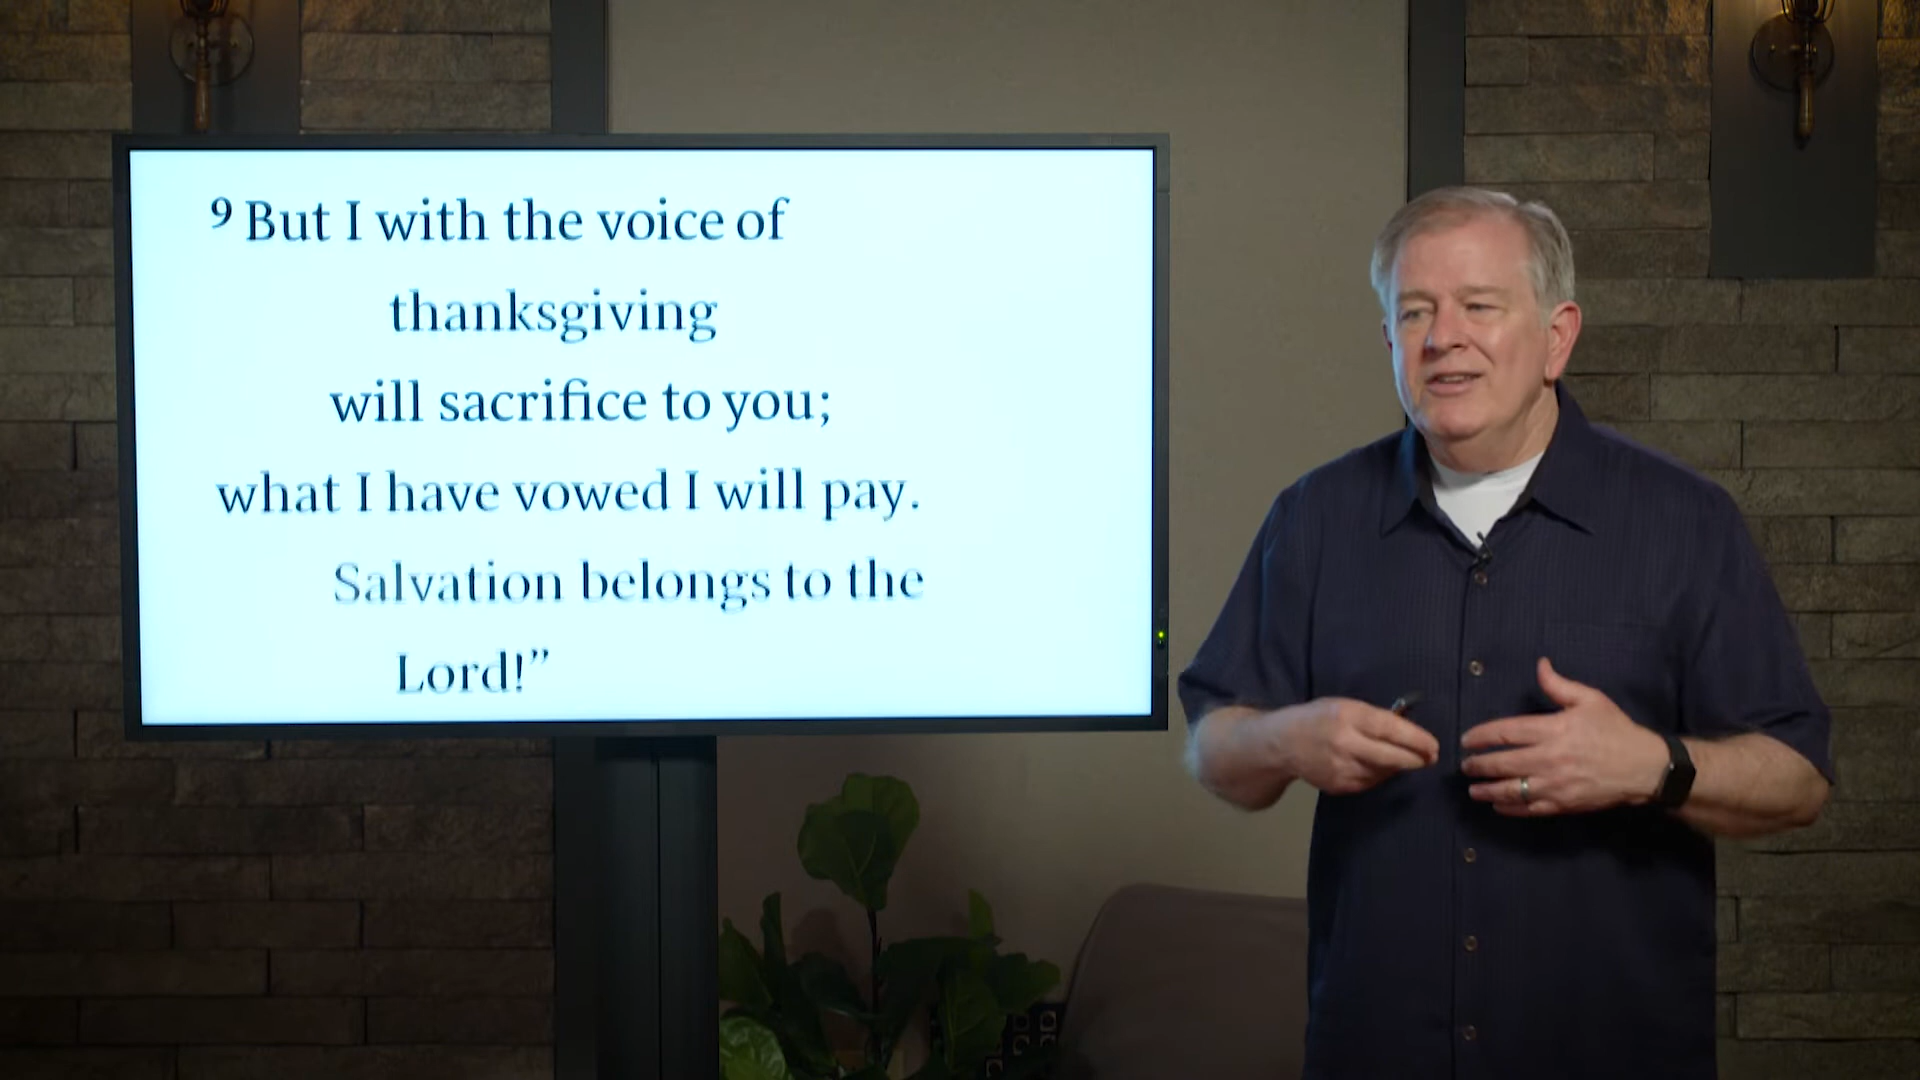 9 But I with the voice of
thanksgiving
will sacrifice to you;
what I have vowed I will pay.
Salvation belongs to the
Lord!”